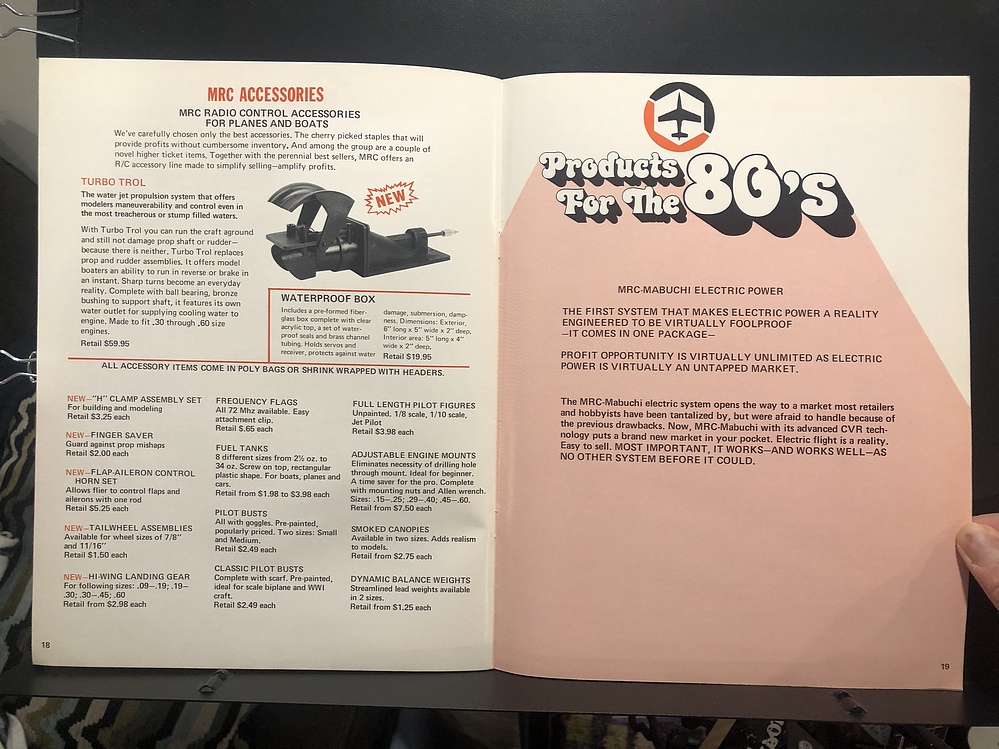 MRC ACCESSORIES
MRC RADIO CONTROL ACCESSORIES
FOR PLANES AND BOATS
We've carefully chosen only the best accessories. The cherry picked staples that will
provide profits without cumbersome inventory. And among the group are a couple of
novel higher ticket items. Together with the perennial best sellers, MRC offers an
R/C accessory line made to simplify selling—amplify profits.
TURBO TROL
The water jet propulsion system that offers
modelers maneuverability and control even in
the most treacherous or stump filled waters.
With Turbo Trol you can run the craft aground
and still not damage prop shaft or rudder—
because there is neither. Turbo Trol replaces
prop and rudder assemblies. It offers model
boaters an ability to run in reverse or brake in
an instant. Sharp turns become an everyday
reality. Complete with ball bearing, bronze
bushing to support shaft, it features its own
water outlet for supplying cooling water to
engine. Made to fit .30 through .60 size
engines.
Retail $59.95
NEW
WATERPROOF BOX
Includes a pre-formed fiber-
glass box complete with clear
acrylic top, a set of water-
proof seals and brass channel
tubing. Holds servos and
receiver, protects against water
damage, submersion, damp-
ness. Dimensions: Exterior,
6" long x 5" wide x 2" deep.
Interior area: 5" long x 4"
wide x 2" deep.
Retail $19.95
ALL ACCESSORY ITEMS COME IN POLY BAGS OR SHRINK WRAPPED WITH HEADERS.
NEW—"H" CLAMP ASSEMBLY SET
For building and modeling
Retail $3.25 each
NEW—FINGER SAVER
Guard against prop mishaps
Retail $2.00 each
NEW—FLAP-AILERON CONTROL
HORN SET
Allows flier to control flaps and
ailerons with one rod
Retail $5.25 each
NEW—TAILWHEEL ASSEMBLIES
Available for wheel sizes of 7/8"
and 11/16"
Retail $1.50 each
NEW—HI-WING LANDING GEAR
For following sizes: .09—.19; .19—
.30; .30—.45; .60
Retail from $2.98 each
FREQUENCY FLAGS
All 72 Mhz available. Easy
attachment clip.
Retail $.65 each
FUEL TANKS
8 different sizes from 2½ oz. to
34 oz. Screw on top, rectangular
plastic shape. For boats, planes and
cars.
Retail from $1.98 to $3.98 each
PILOT BUSTS
All with goggles. Pre-painted,
popularly priced. Two sizes: Small
and Medium.
Retail $2.49 each
CLASSIC PILOT BUSTS
Complete with scarf. Pre-painted,
ideal for scale biplane and WWI
craft.
Retail $2.49 each
FULL LENGTH PILOT FIGURES
Unpainted. 1/8 scale, 1/10 scale,
Jet Pilot
Retail $3.98 each
ADJUSTABLE ENGINE MOUNTS
Eliminates necessity of drilling hole
through mount. Ideal for beginner.
A time saver for the pro. Complete
with mounting nuts and Allen wrench.
Sizes: .15—.25; .29—.40; .45—.60.
Retail from $7.50 each
SMOKED CANOPIES
Available in two sizes. Adds realism
to models.
Retail from $2.75 each
DYNAMIC BALANCE WEIGHTS
Streamlined lead weights available
in 2 sizes.
Retail from $1.25 each
18
Products
For The 80's
MRC-MABUCHI ELECTRIC POWER
THE FIRST SYSTEM THAT MAKES ELECTRIC POWER A REALITY
ENGINEERED TO BE VIRTUALLY FOOLPROOF
—IT COMES IN ONE PACKAGE—
PROFIT OPPORTUNITY IS VIRTUALLY UNLIMITED AS ELECTRIC
POWER IS VIRTUALLY AN UNTAPPED MARKET.
The MRC-Mabuchi electric system opens the way to a market most retailers
and hobbyists have been tantalized by, but were afraid to handle because of
the previous drawbacks. Now, MRC-Mabuchi with its advanced CVR tech-
nology puts a brand new market in your pocket. Electric flight is a reality.
Easy to sell. MOST IMPORTANT, IT WORKS—AND WORKS WELL—AS
NO OTHER SYSTEM BEFORE IT COULD.
19